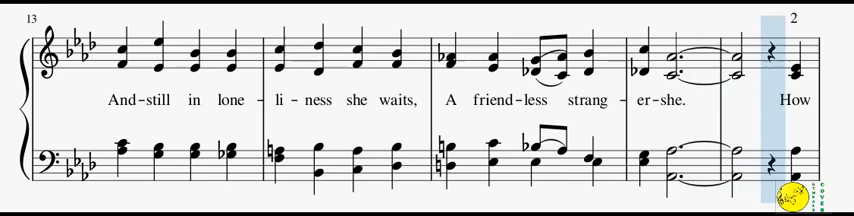 13
2
And-still in lone-li-ness she waits, A friend-less strang-er-she. How